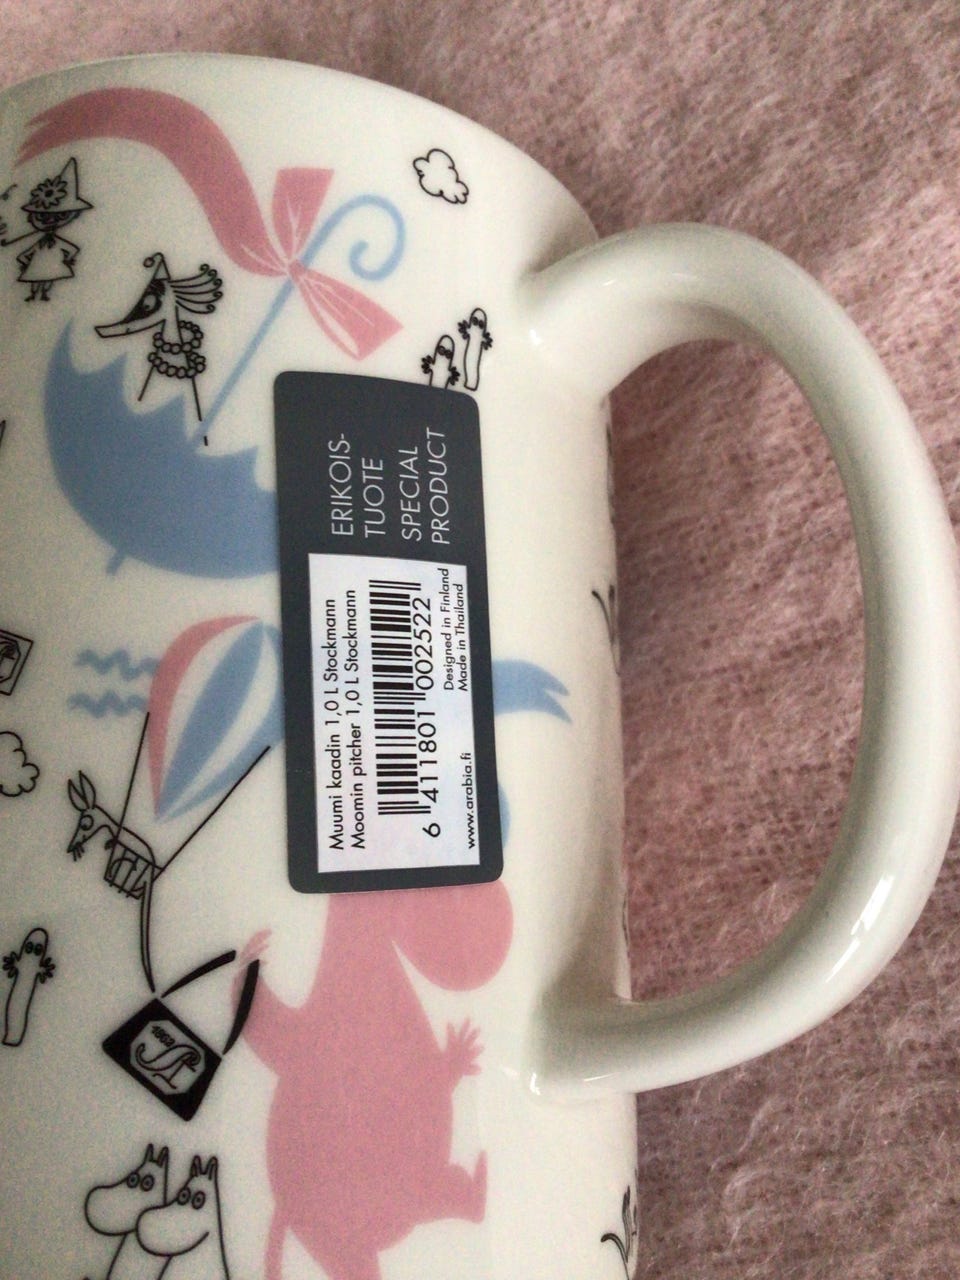 ERIKOIS-
TUOTE
SPECIAL
PRODUCT
Muumi kaadin 1,0 L Stockmann
Moomin pitcher 1,0 L Stockmann
6 411801 002522
Designed in Finland
Made in Thailand
www.arabia.fi
1862